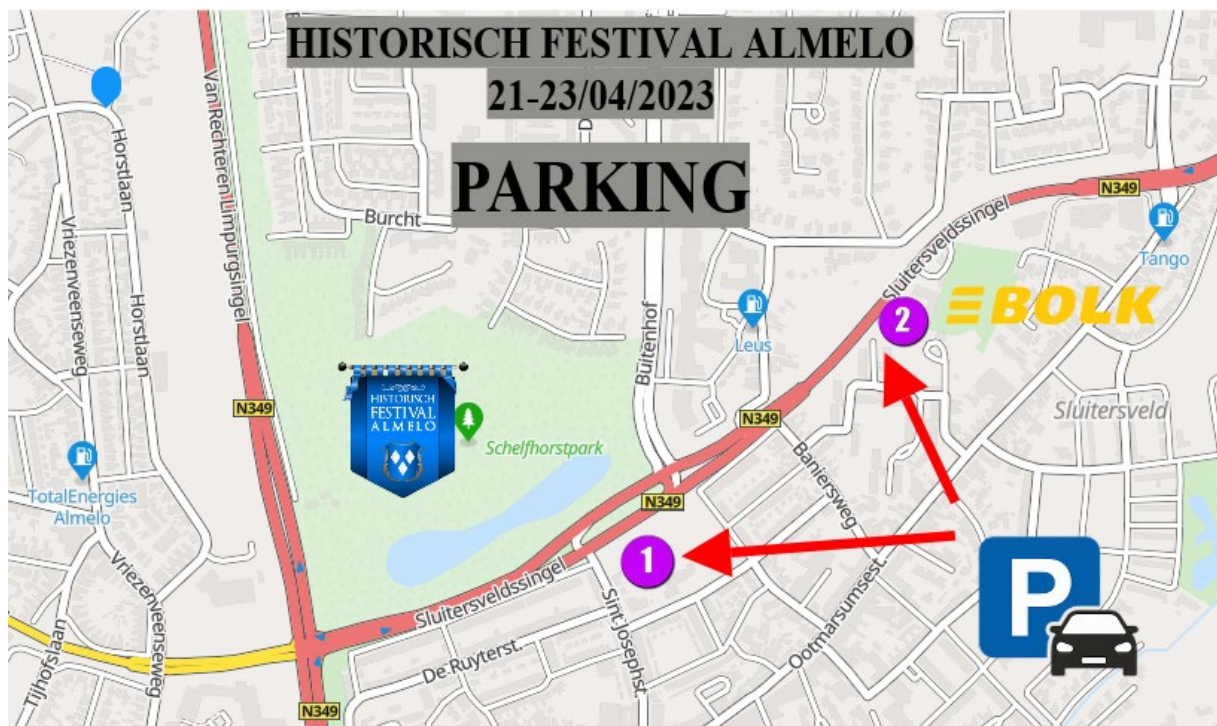 HISTORISCH FESTIVAL ALMELO
21-23/04/2023
PARKING
Horstlaan
Van Rechteren Limpurgsingel
Vriezenveenseweg
Burcht
D
N349
Sluitersveldssingel
Tango
Horstlaan
2
BOLK
Leus
Buitenhof
HISTORISCH
FESTIVAL
ALMELO
N349
N349
Sluitersveld
Schelfhorstpark
Baniersweg
TotalEnergies
Almelo
N349
1
P
Sluitersveldssingel
Vriezenveenseweg
Sint Josephst.
De Ruyterst.
Ootmarsumsest.
Tijhofslaan
N349